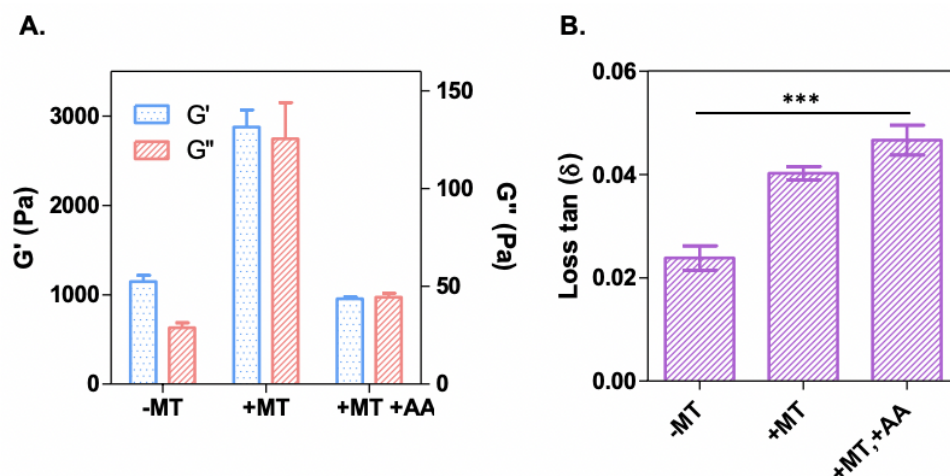 A.
G' (Pa)
3000
2000
1000
0
G'
G"
150
100
50
0
G" (Pa)
-MT
+MT
+MT +AA
B.
Loss tan (δ)
0.06
0.04
0.02
0.00
***
-MT
+MT
+MT,+AA